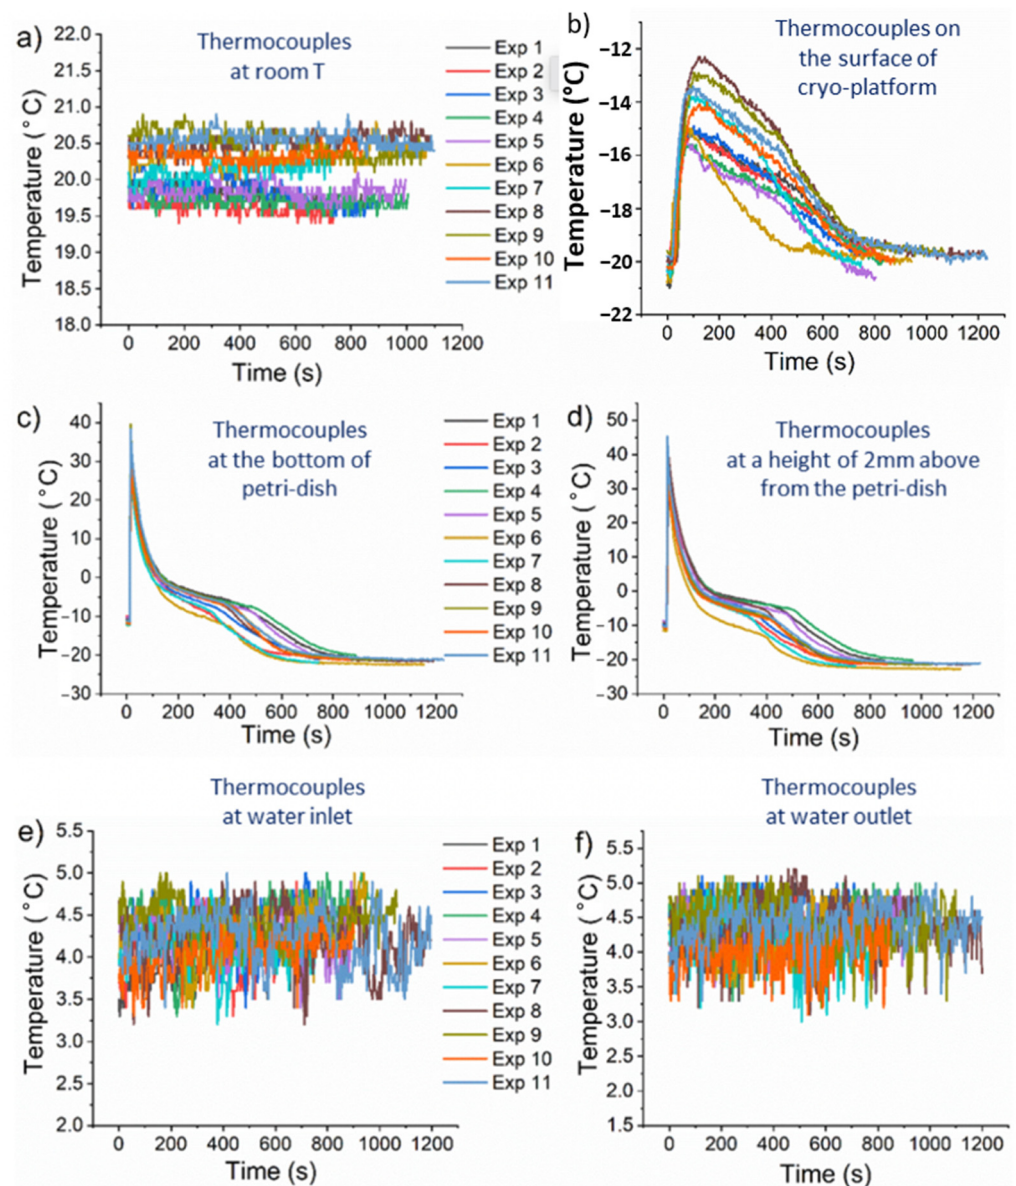 a)
Thermocouples
at room T
Temperature (°C)
22.0
21.5
21.0
20.5
20.0
19.5
19.0
18.5
18.0
0 200 400 600 800 1000 1200
Time (s)
Exp 1
Exp 2
Exp 3
Exp 4
Exp 5
Exp 6
Exp 7
Exp 8
Exp 9
Exp 10
Exp 11
b)
Thermocouples on
the surface of
cryo-platform
Temperature (°C)
−12
−14
−16
−18
−20
−22
0 200 400 600 800 1000 1200
Time (s)
c)
Thermocouples
at the bottom of
petri-dish
Temperature (°C)
40
30
20
10
0
−10
−20
−30
0 200 400 600 800 1000 1200
Time (s)
Exp 1
Exp 2
Exp 3
Exp 4
Exp 5
Exp 6
Exp 7
Exp 8
Exp 9
Exp 10
Exp 11
d)
Thermocouples
at a height of 2mm above
from the petri-dish
Temperature (°C)
50
40
30
20
10
0
−10
−20
−30
0 200 400 600 800 1000 1200
Time (s)
e)
Thermocouples
at water inlet
Temperature (°C)
5.5
5.0
4.5
4.0
3.5
3.0
2.5
2.0
0 200 400 600 800 1000 1200
Time (s)
Exp 1
Exp 2
Exp 3
Exp 4
Exp 5
Exp 6
Exp 7
Exp 8
Exp 9
Exp 10
Exp 11
f)
Thermocouples
at water outlet
Temperature (°C)
5.5
5.0
4.5
4.0
3.5
3.0
2.5
2.0
1.5
0 200 400 600 800 1000 1200
Time (s)